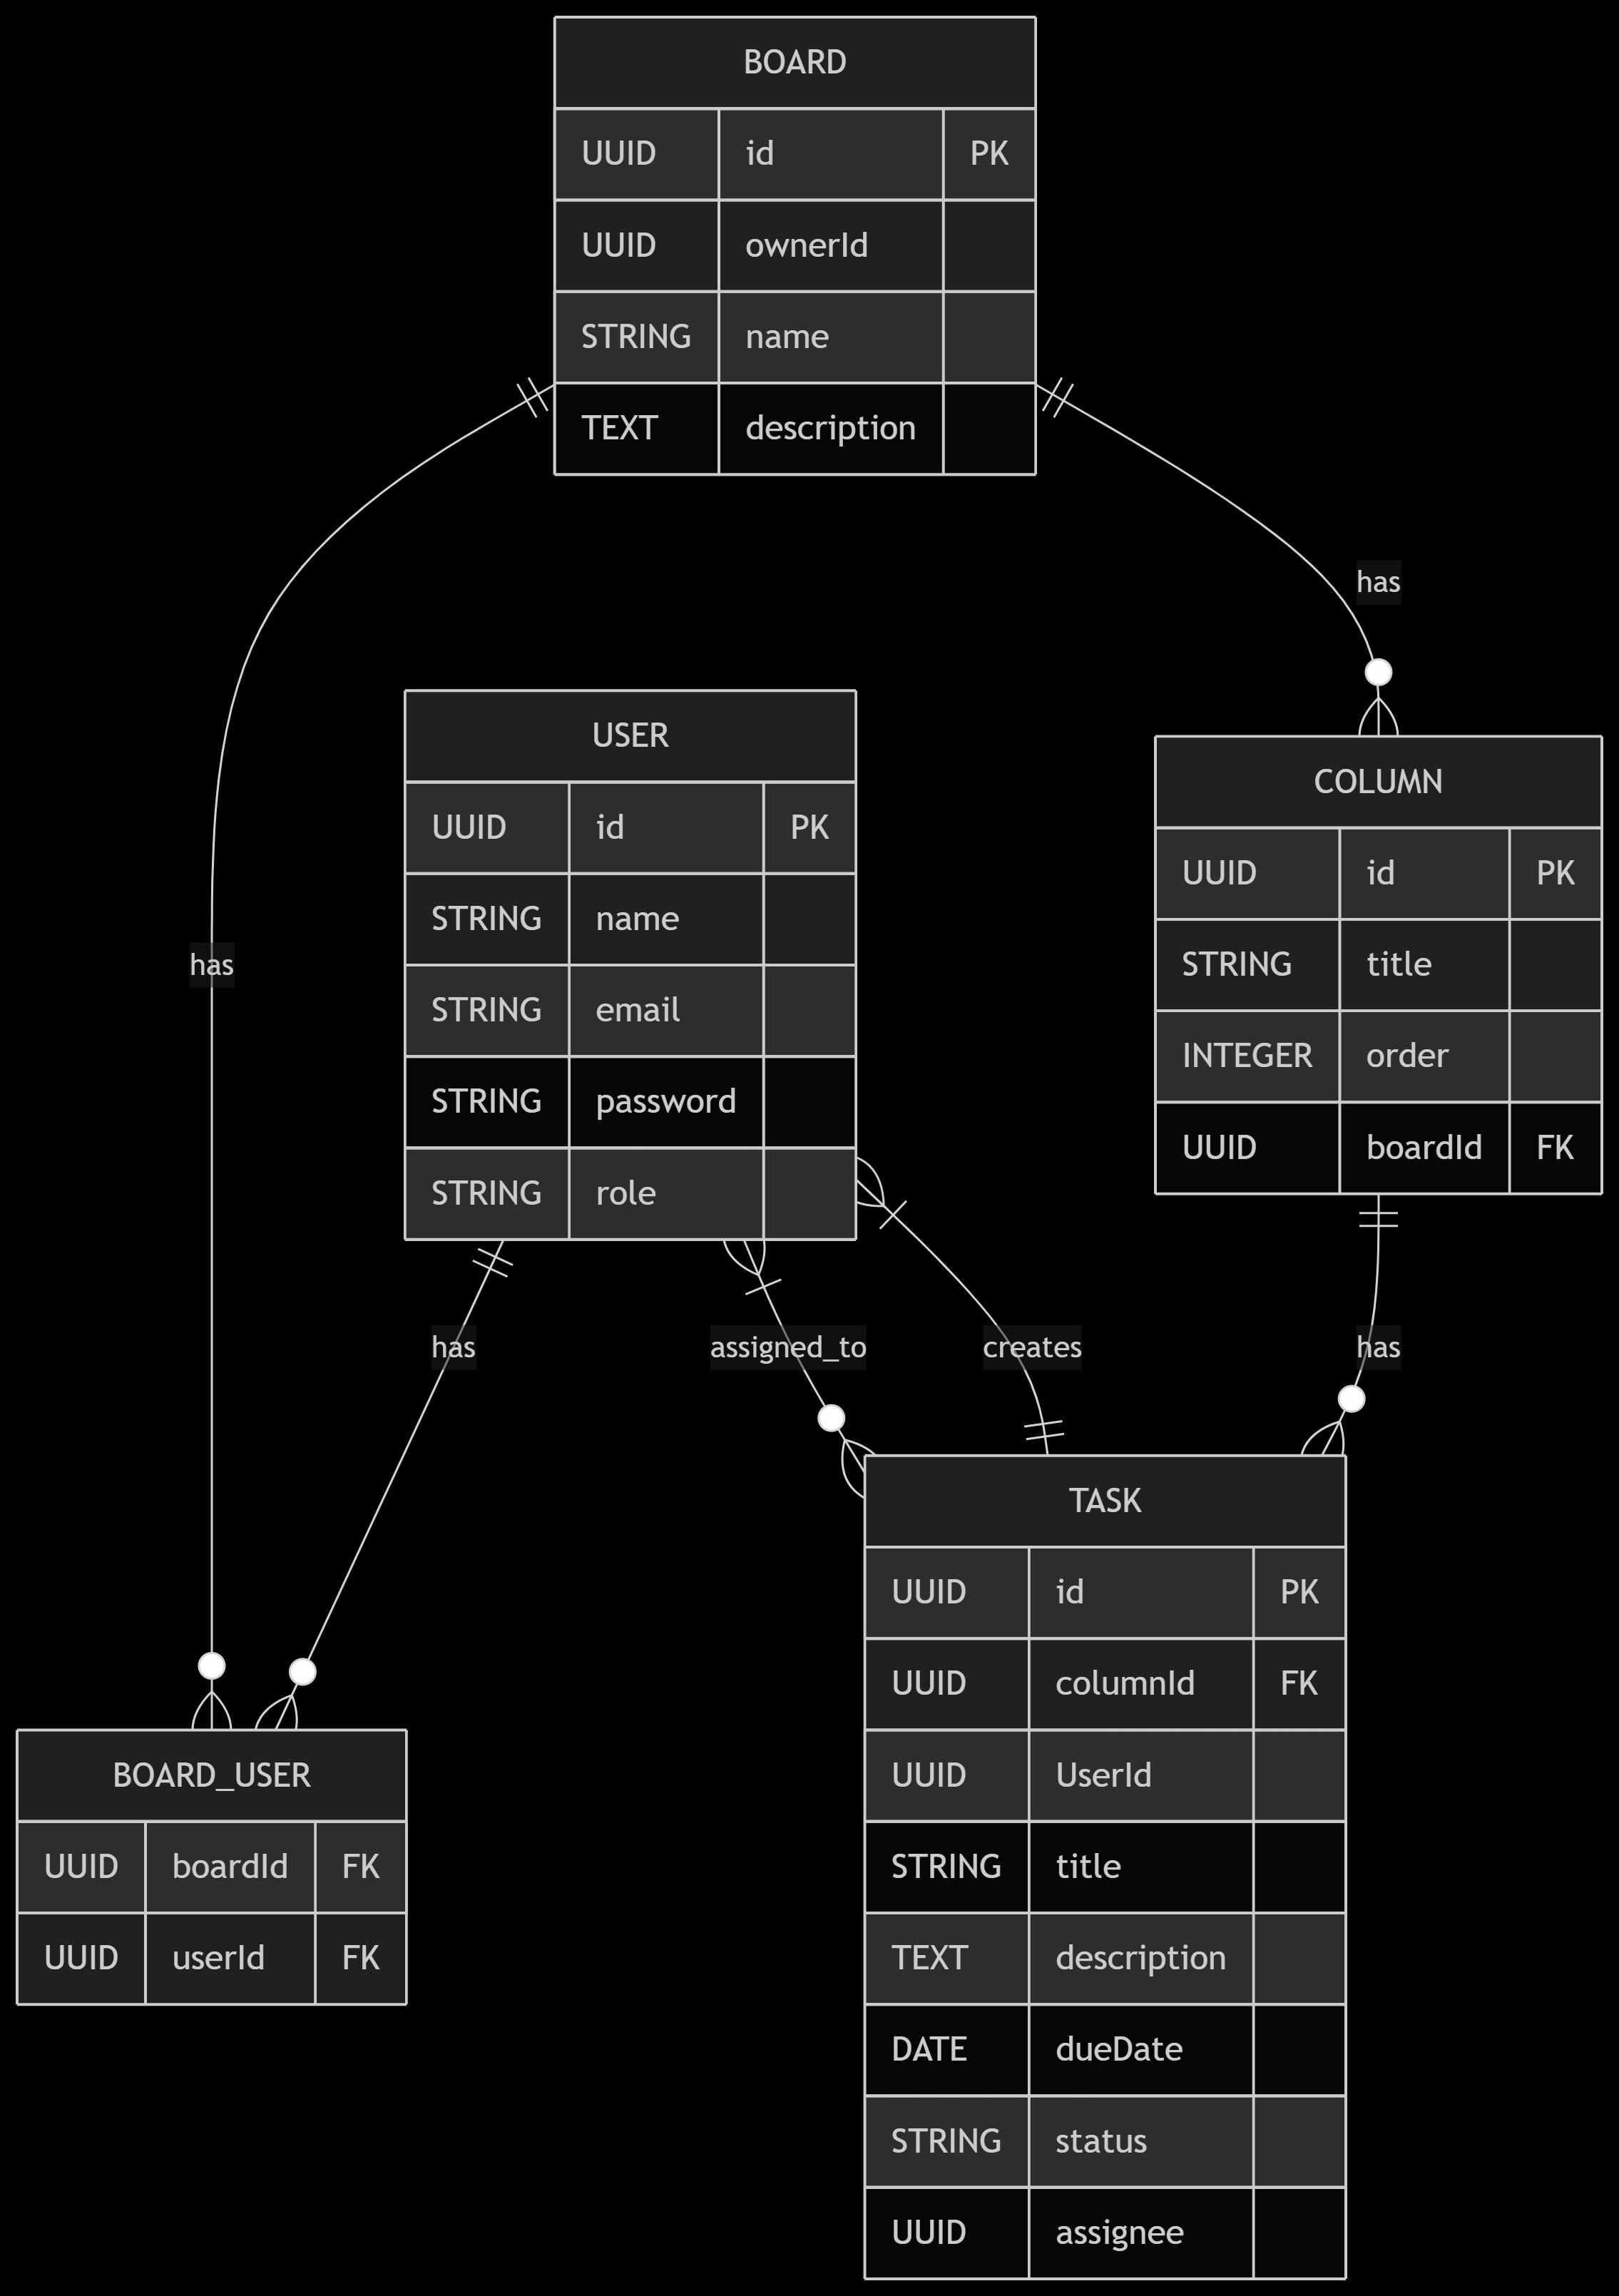 BOARD
UUID id PK
UUID ownerId
STRING name
TEXT description
has
USER
UUID id PK
STRING name
STRING email
STRING password
STRING role
COLUMN
UUID id PK
STRING title
INTEGER order
UUID boardId FK
has
has
assigned_to
creates
has
TASK
UUID id PK
UUID columnId FK
UUID UserId
STRING title
TEXT description
DATE dueDate
STRING status
UUID assignee
BOARD_USER
UUID boardId FK
UUID userId FK